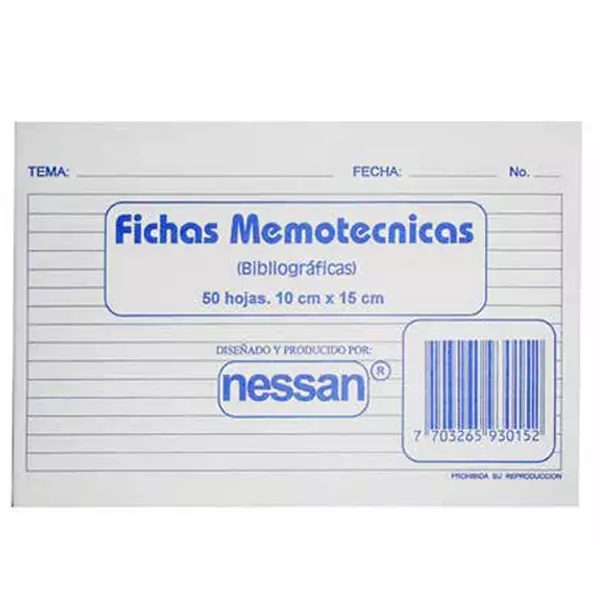 TEMA: FECHA: No.
Fichas Memotecnicas
(Bibliográficas)
50 hojas. 10 cm x 15 cm
DISEÑADO Y PRODUCIDO POR:
nessan ®
7 703265 930152
PROHIBIDA SU REPRODUCCION